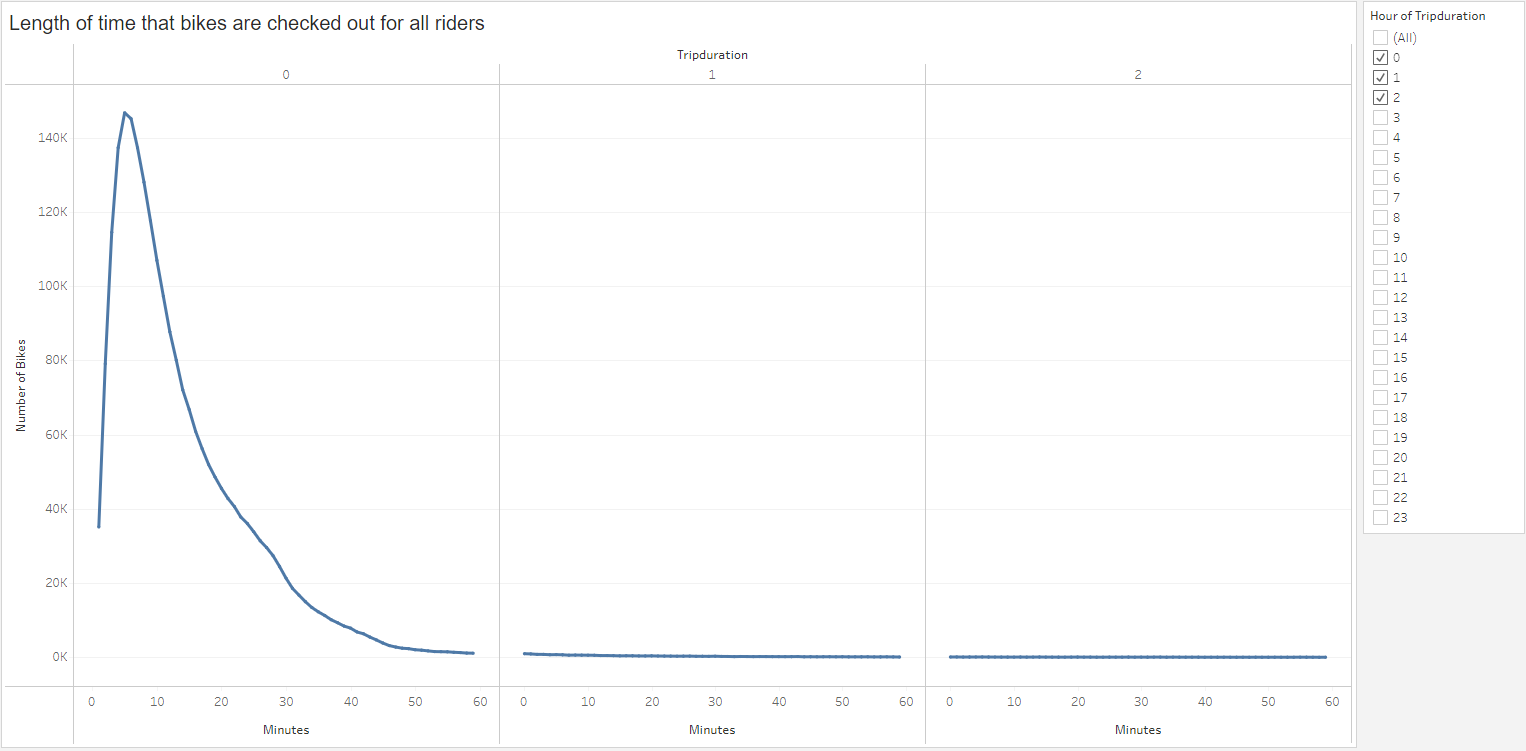 Length of time that bikes are checked out for all riders
Tripduration
0 1 2
140K
120K
100K
80K
60K
40K
20K
0K
Number of Bikes
0 10 20 30 40 50 60 0 10 20 30 40 50 60 0 10 20 30 40 50 60
Minutes Minutes Minutes
Hour of Tripduration
(All)
0
1
2
3
4
5
6
7
8
9
10
11
12
13
14
15
16
17
18
19
20
21
22
23